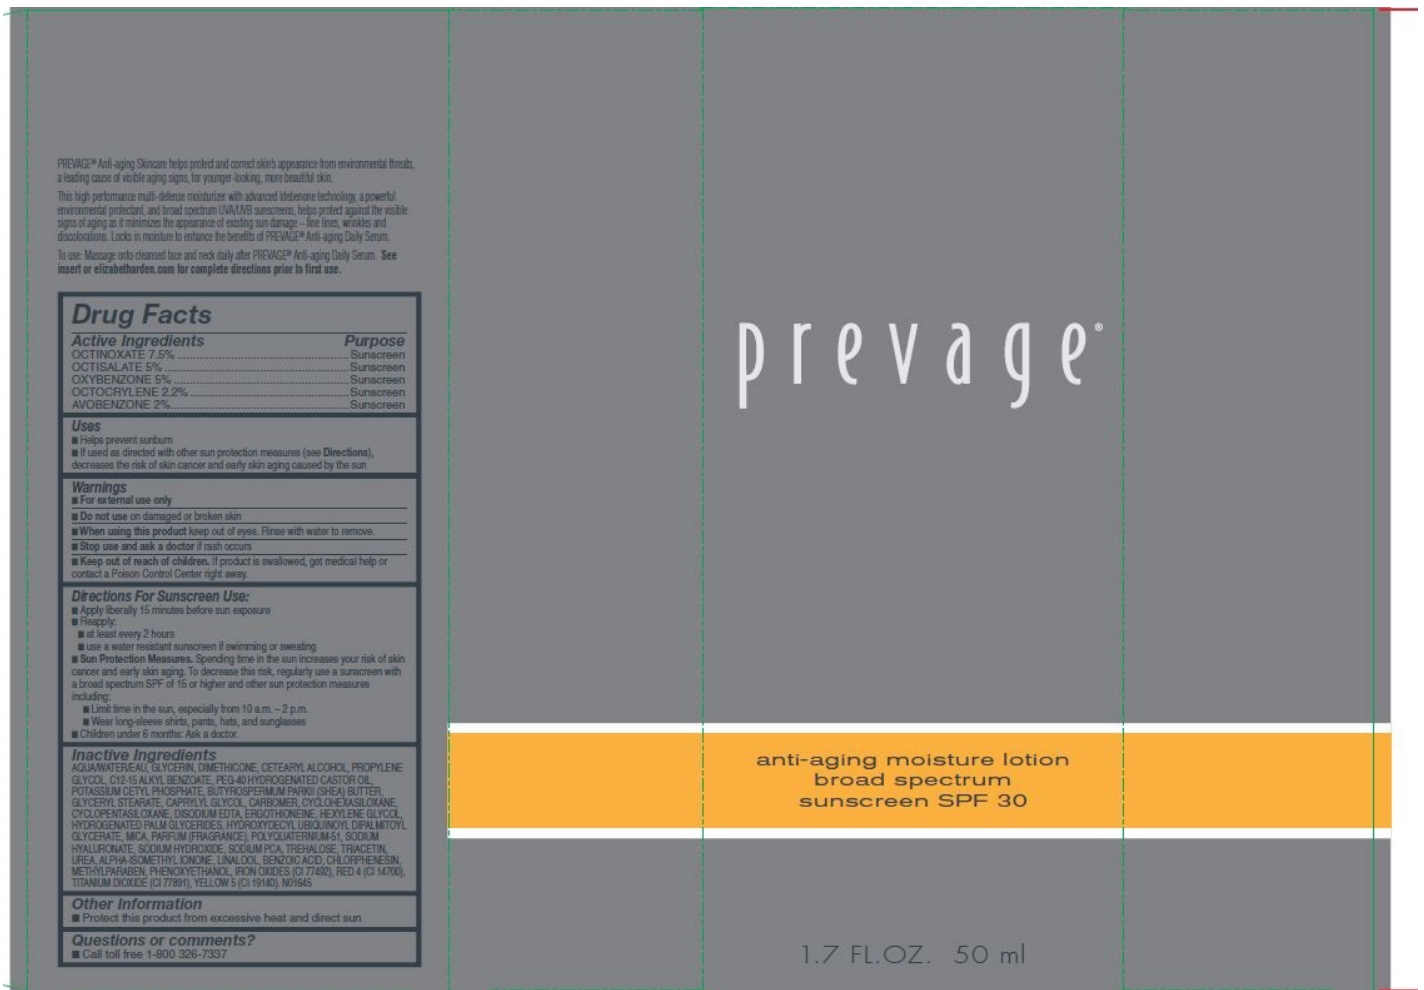 PREVAGE® Anti-aging Skincare helps protect and correct skin's appearance from environmental threats,
a leading cause of visible aging signs, for younger-looking, more beautiful skin.
This high performance multi-defense moisturizer with advanced Idebenone technology, a powerful
environmental protectant, and broad spectrum UVA/UVB sunscreens, helps protect against the visible
signs of aging as it minimizes the appearance of existing sun damage – fine lines, wrinkles and
discolorations. Locks in moisture to enhance the benefits of PREVAGE® Anti-aging Daily Serum.
To use: Massage onto cleansed face and neck daily after PREVAGE® Anti-aging Daily Serum. See
insert or elizabetharden.com for complete directions prior to first use.
Drug Facts
Active Ingredients Purpose
OCTINOXATE 7.5% ........ Sunscreen
OCTISALATE 5% ........ Sunscreen
OXYBENZONE 5% ........ Sunscreen
OCTOCRYLENE 2.2% ........ Sunscreen
AVOBENZONE 2% ........ Sunscreen
Uses
■ Helps prevent sunburn
■ If used as directed with other sun protection measures (see Directions),
decreases the risk of skin cancer and early skin aging caused by the sun
Warnings
■ For external use only
■ Do not use on damaged or broken skin
■ When using this product keep out of eyes. Rinse with water to remove.
■ Stop use and ask a doctor if rash occurs
■ Keep out of reach of children. If product is swallowed, get medical help or
contact a Poison Control Center right away.
Directions For Sunscreen Use:
■ Apply liberally 15 minutes before sun exposure
■ Reapply:
■ at least every 2 hours
■ use a water resistant sunscreen if swimming or sweating
■ Sun Protection Measures. Spending time in the sun increases your risk of skin
cancer and early skin aging. To decrease this risk, regularly use a sunscreen with
a broad spectrum SPF of 15 or higher and other sun protection measures
including:
■ Limit time in the sun, especially from 10 a.m. – 2 p.m.
■ Wear long-sleeve shirts, pants, hats, and sunglasses
■ Children under 6 months: Ask a doctor.
Inactive Ingredients
AQUA/WATER/EAU, GLYCERIN, DIMETHICONE, CETEARYL ALCOHOL, PROPYLENE
GLYCOL, C12-15 ALKYL BENZOATE, PEG-40 HYDROGENATED CASTOR OIL,
POTASSIUM CETYL PHOSPHATE, BUTYROSPERMUM PARKII (SHEA) BUTTER,
GLYCERYL STEARATE, CAPRYLYL GLYCOL, CARBOMER, CYCLOHEXASILOXANE,
CYCLOPENTASILOXANE, DISODIUM EDTA, ERGOTHIONEINE, HEXYLENE GLYCOL,
HYDROGENATED PALM GLYCERIDES, HYDROXYDECYL UBIQUINOYL DIPALMITOYL
GLYCERATE, MICA, PARFUM (FRAGRANCE), POLYQUATERNIUM-51, SODIUM
HYALURONATE, SODIUM HYDROXIDE, SODIUM PCA, TREHALOSE, TRIACETIN,
UREA, ALPHA-ISOMETHYL IONONE, LINALOOL, BENZOIC ACID, CHLORPHENESIN,
METHYLPARABEN, PHENOXYETHANOL, IRON OXIDES (CI 77492), RED 4 (CI 14700),
TITANIUM DIOXIDE (CI 77891), YELLOW 5 (CI 19140). N01645
Other Information
■ Protect this product from excessive heat and direct sun
Questions or comments?
■ Call toll free 1-800 326-7337
prevage®
anti-aging moisture lotion
broad spectrum
sunscreen SPF 30
1.7 FL.OZ. 50 ml